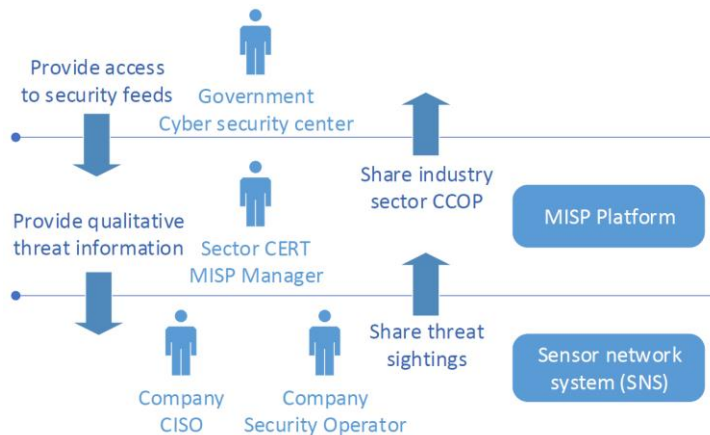 Provide access
to security feeds
Government
Cyber security center
Share industry
sector CCOP
MISP Platform
Provide qualitative
threat information
Sector CERT
MISP Manager
Share threat
sightings
Sensor network
system (SNS)
Company
CISO
Company
Security Operator